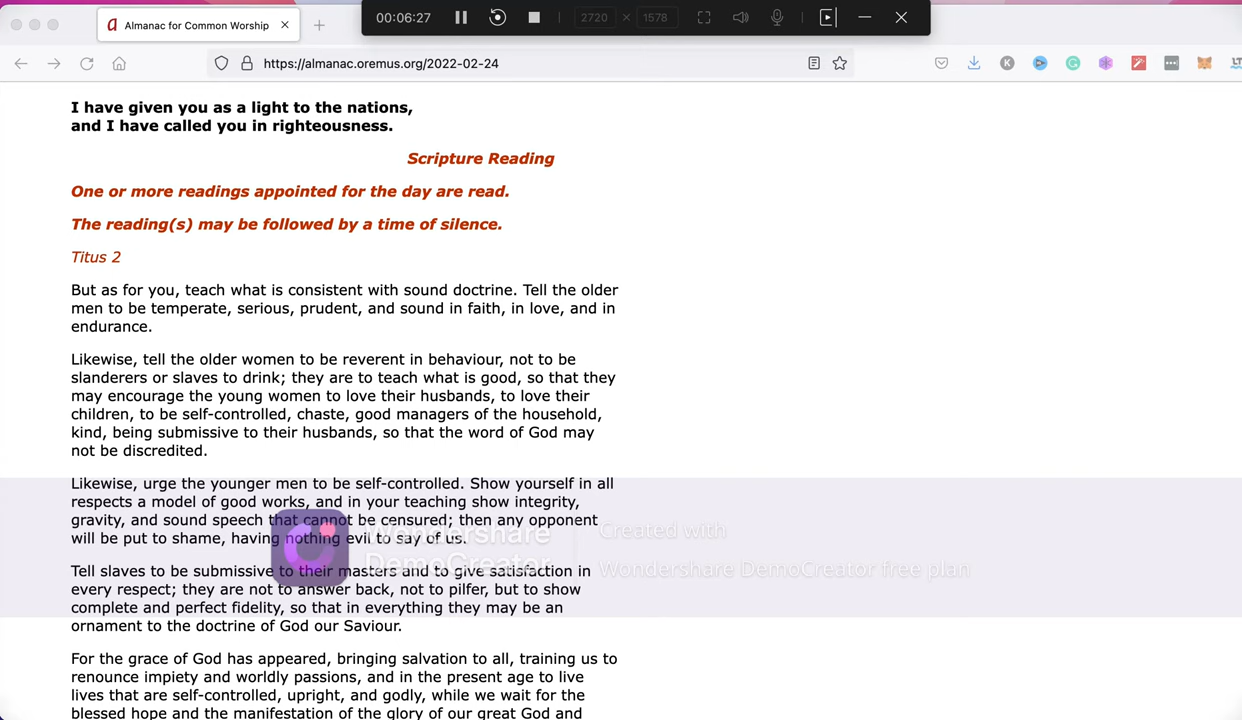 00:06:27
2720 × 1578
Almanac for Common Worship
https://almanac.oremus.org/2022-02-24
I have given you as a light to the nations,
and I have called you in righteousness.
Scripture Reading
One or more readings appointed for the day are read.
The reading(s) may be followed by a time of silence.
Titus 2
But as for you, teach what is consistent with sound doctrine. Tell the older
men to be temperate, serious, prudent, and sound in faith, in love, and in
endurance.
Likewise, tell the older women to be reverent in behaviour, not to be
slanderers or slaves to drink; they are to teach what is good, so that they
may encourage the young women to love their husbands, to love their
children, to be self-controlled, chaste, good managers of the household,
kind, being submissive to their husbands, so that the word of God may
not be discredited.
Likewise, urge the younger men to be self-controlled. Show yourself in all
respects a model of good works, and in your teaching show integrity,
gravity, and sound speech that cannot be censured; then any opponent
will be put to shame, having nothing evil to say of us.
Wondershare
DemoCreator
Created with
Wondershare DemoCreator free plan
Tell slaves to be submissive to their masters and to give satisfaction in
every respect; they are not to answer back, not to pilfer, but to show
complete and perfect fidelity, so that in everything they may be an
ornament to the doctrine of God our Saviour.
For the grace of God has appeared, bringing salvation to all, training us to
renounce impiety and worldly passions, and in the present age to live
lives that are self-controlled, upright, and godly, while we wait for the
blessed hope and the manifestation of the glory of our great God and